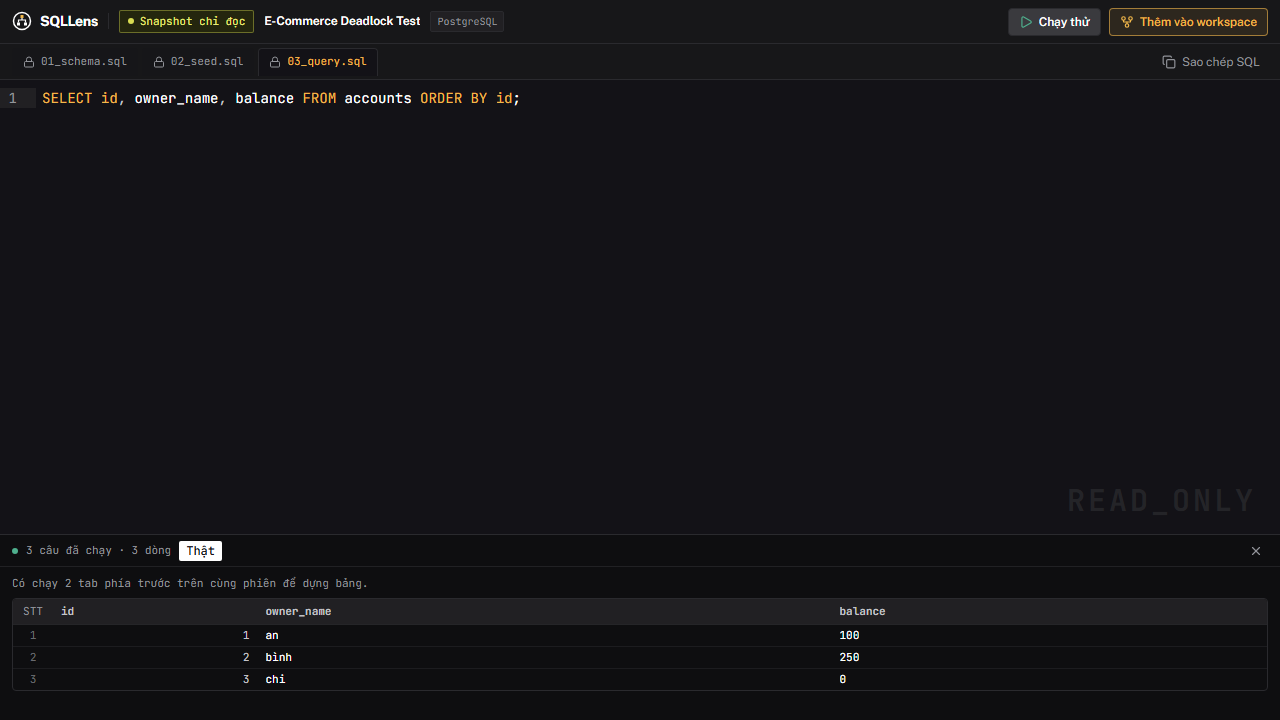 SQLLens
Snapshot chỉ đọc
E-Commerce Deadlock Test
PostgreSQL
Chạy thử
Thêm vào workspace
01_schema.sql
02_seed.sql
03_query.sql
Sao chép SQL
1 SELECT id, owner_name, balance FROM accounts ORDER BY id;
READ_ONLY
3 câu đã chạy · 3 dòng Thật
Có chạy 2 tab phía trước trên cùng phiên để dựng bảng.
STT id owner_name balance
1 1 an 100
2 2 bình 250
3 3 chi 0